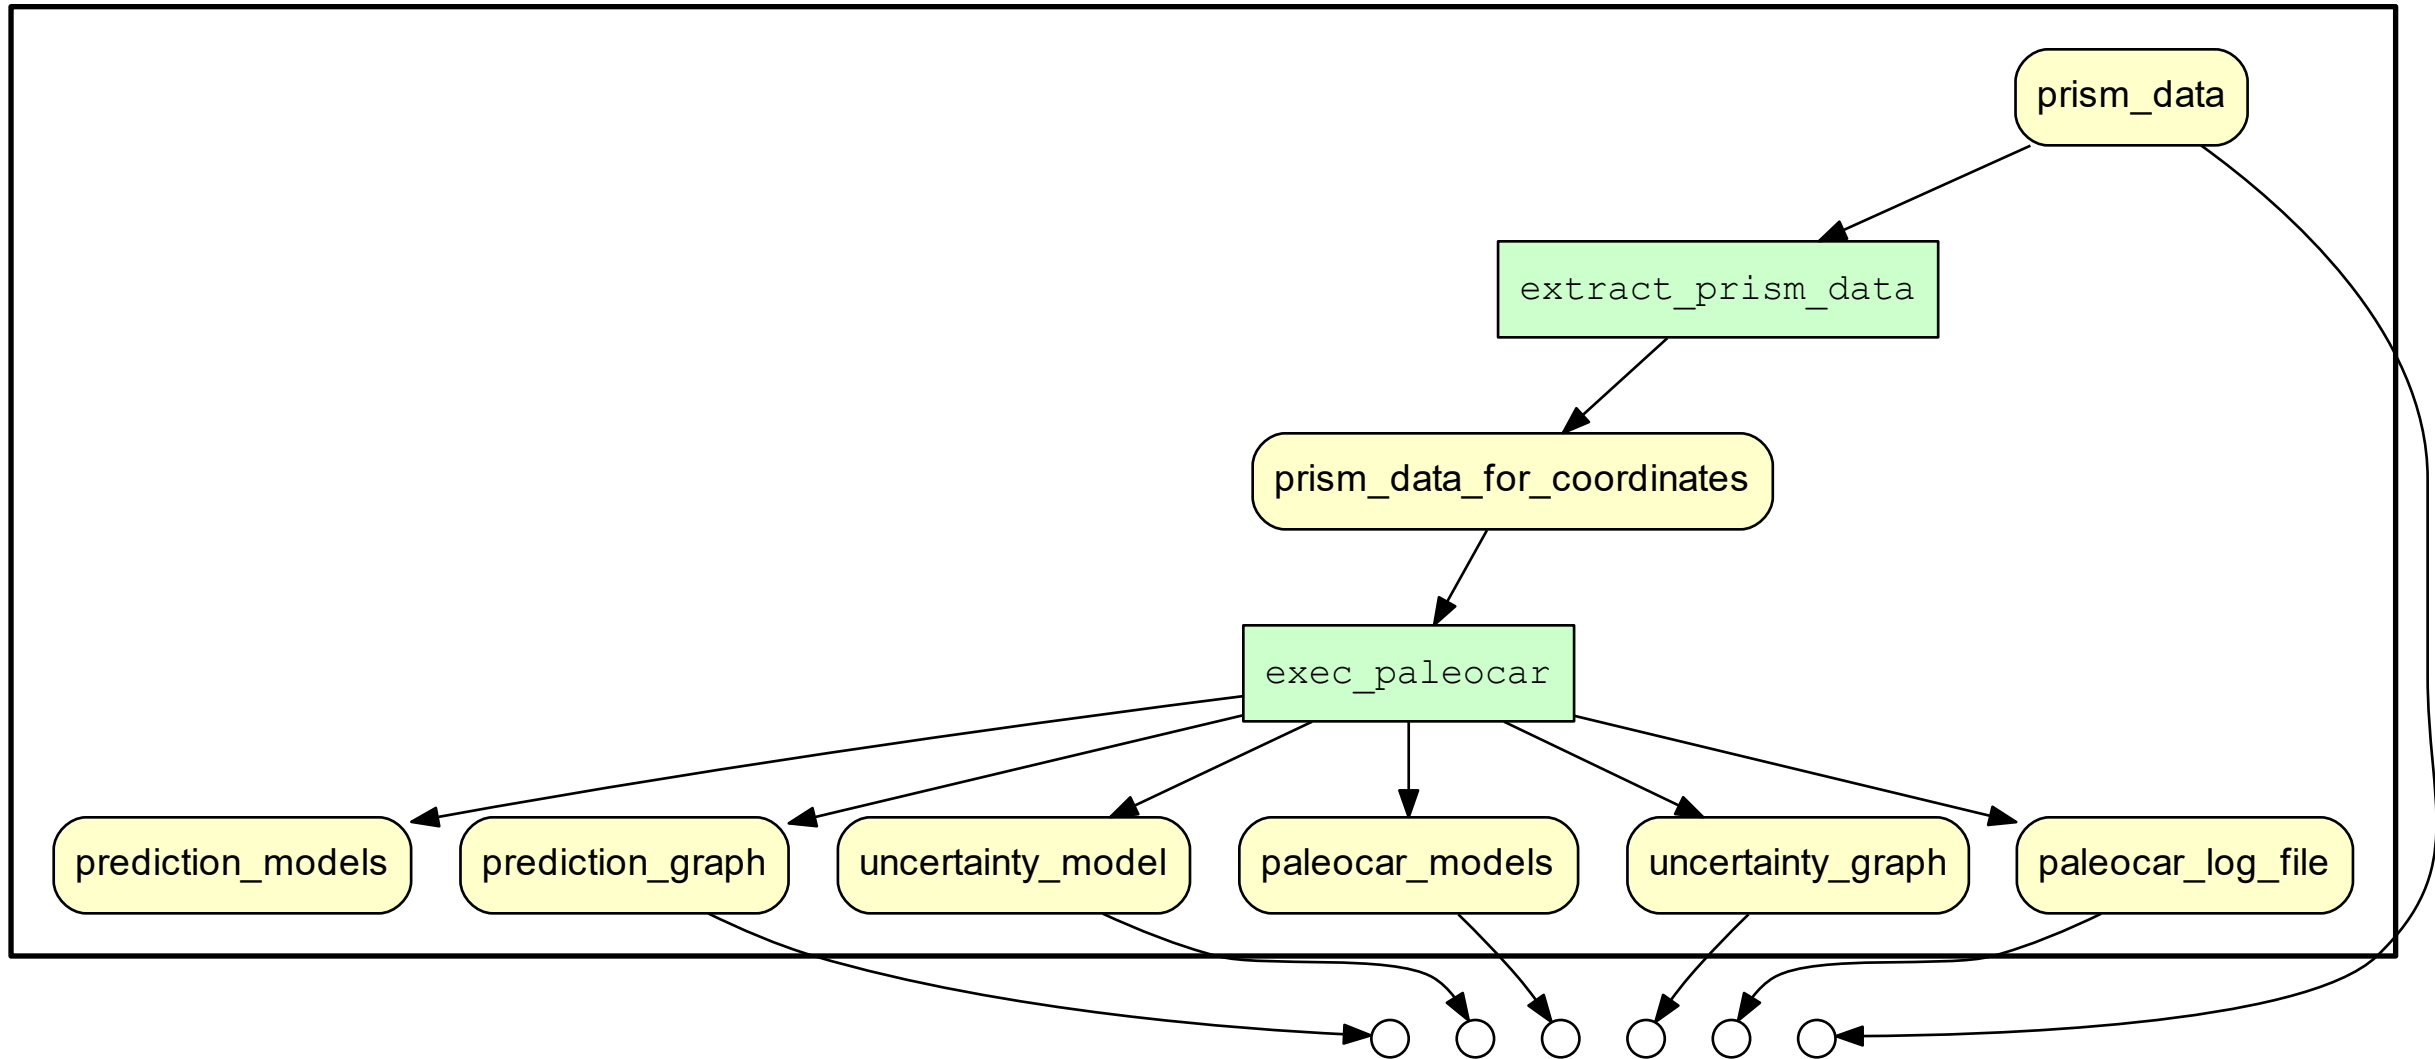 prism_data
extract_prism_data
prism_data_for_coordinates
exec_paleocar
prediction_models
prediction_graph
uncertainty_model
paleocar_models
uncertainty_graph
paleocar_log_file